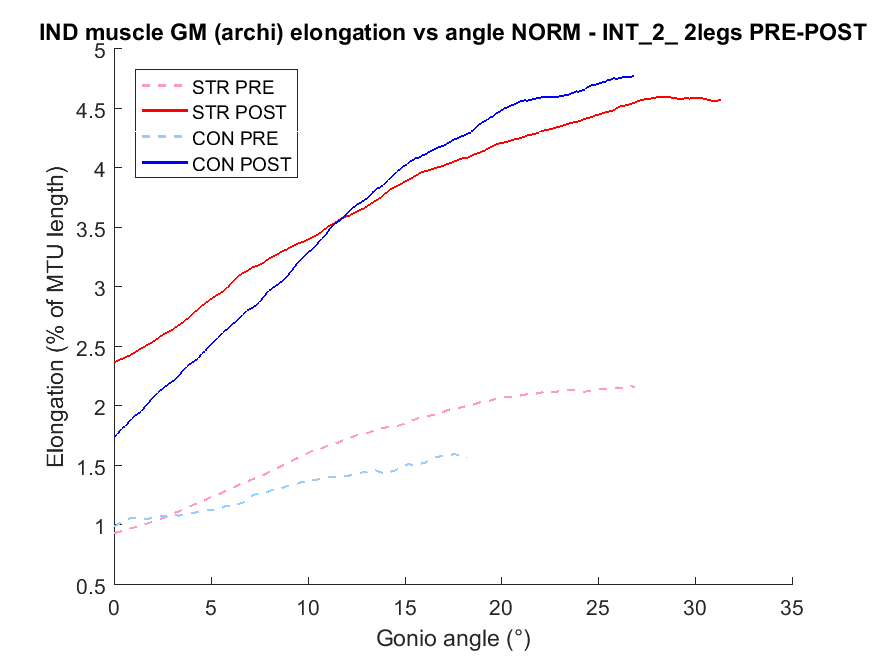 IND muscle GM (archi) elongation vs angle NORM - INT_2_ 2legs PRE-POST
5
4.5
4
3.5
3
2.5
2
1.5
1
0.5
Elongation (% of MTU length)
STR PRE
STR POST
CON PRE
CON POST
0 5 10 15 20 25 30 35
Gonio angle (°)